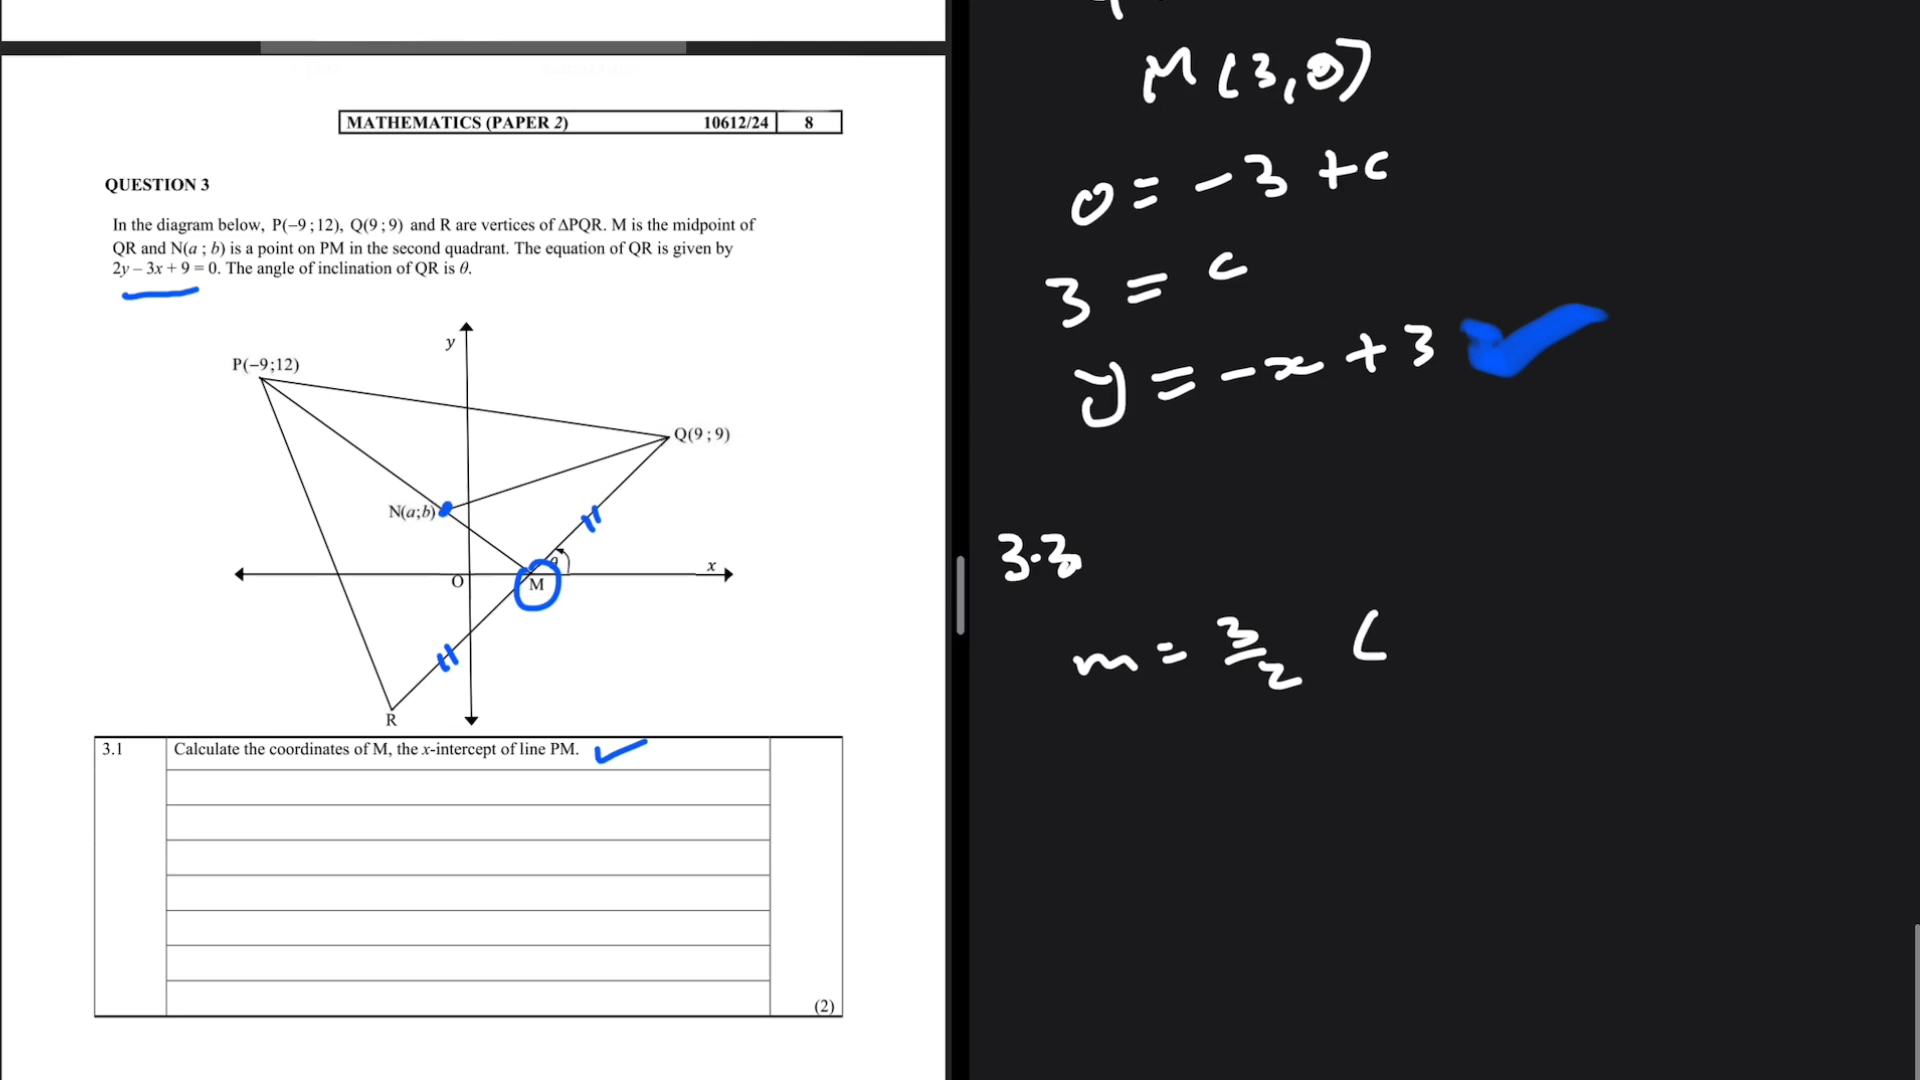 MATHEMATICS (PAPER 2) 10612/24 8
QUESTION 3
In the diagram below, P(−9 ; 12), Q(9 ; 9) and R are vertices of ΔPQR. M is the midpoint of
QR and N(a ; b) is a point on PM in the second quadrant. The equation of QR is given by
2y – 3x + 9 = 0. The angle of inclination of QR is θ.
y
P(−9;12)
Q(9 ; 9)
N(a;b)
θ
x
O
M
R
3.1 Calculate the coordinates of M, the x-intercept of line PM.
(2)
M (3,0)
0 = -3 + c
3 = c
y = -x + 3
3.3
m = 3/2 (